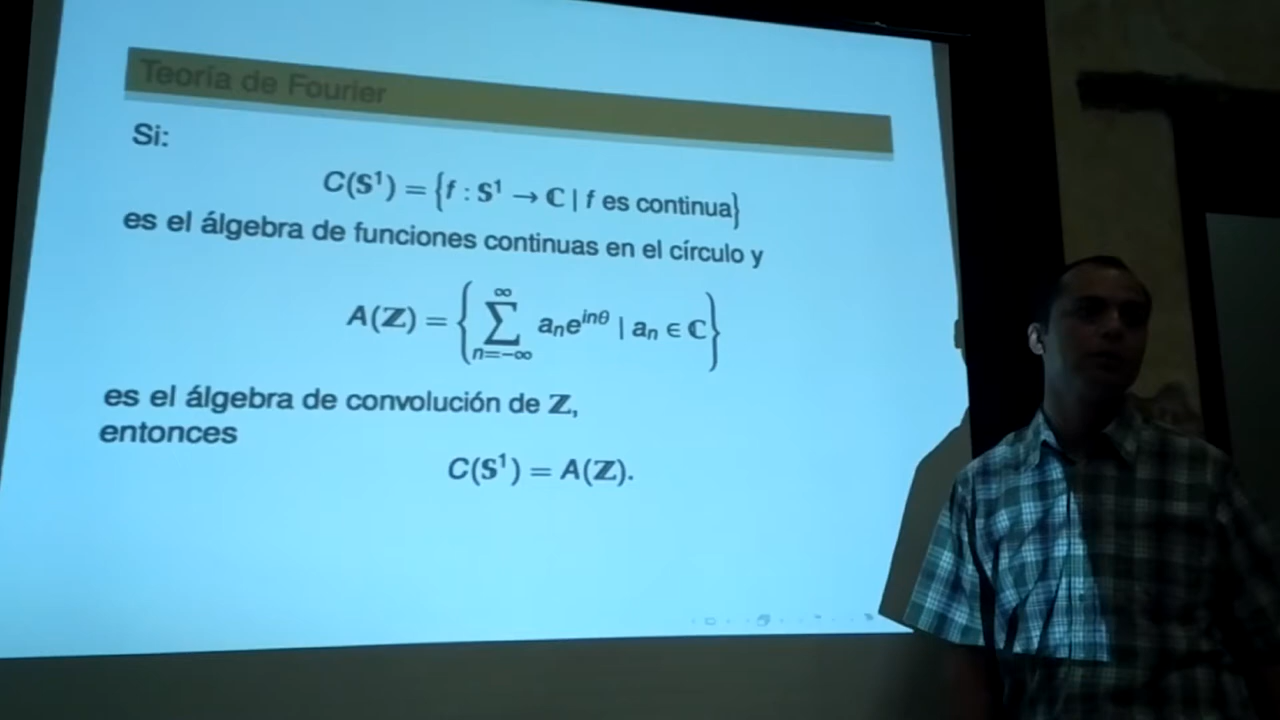 Teoría de Fourier
Si:
C(S¹) = {f : S¹ → ℂ | f es continua}
es el álgebra de funciones continuas en el círculo y
A(ℤ) = { ∑_{n=-∞}^{∞} aₙe^{inθ} | aₙ ∈ ℂ }
es el álgebra de convolución de ℤ,
entonces
C(S¹) = A(ℤ).